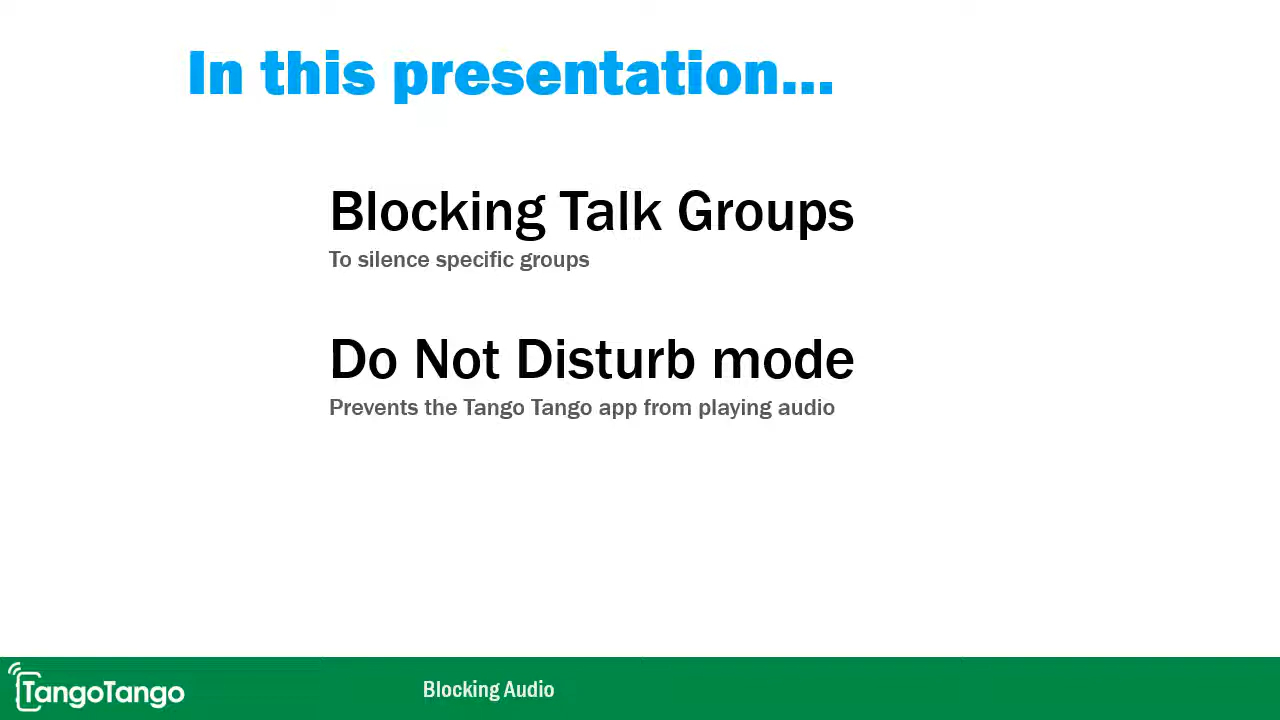 In this presentation...
Blocking Talk Groups
To silence specific groups
Do Not Disturb mode
Prevents the Tango Tango app from playing audio
TangoTango
Blocking Audio